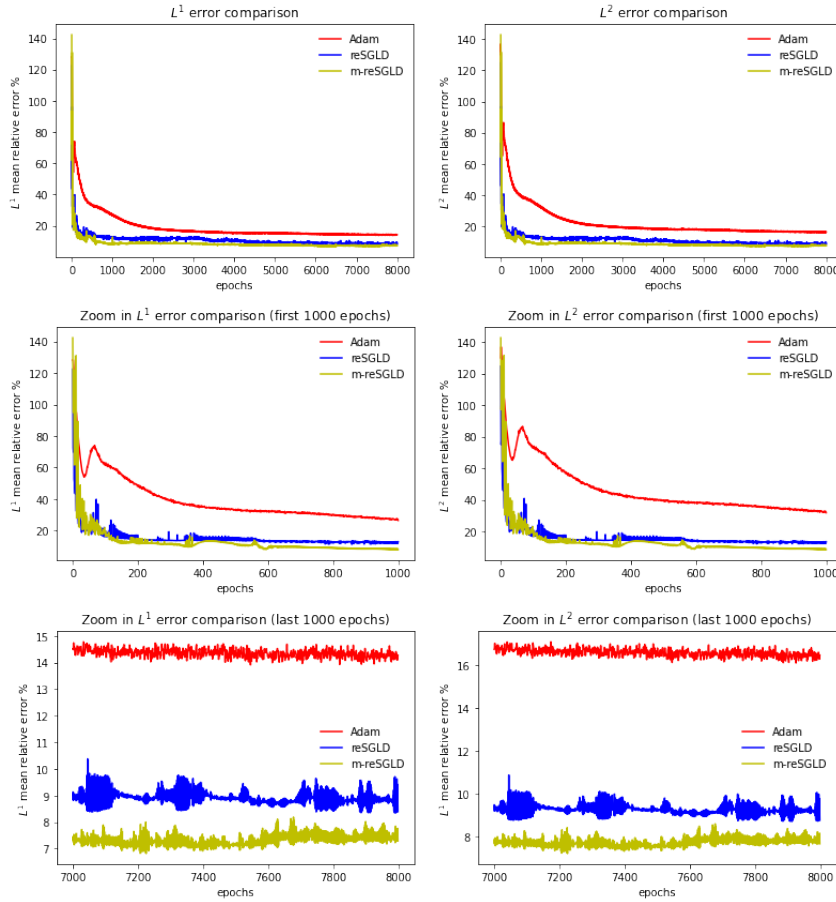 L¹ error comparison
L¹ mean relative error %
140
120
100
80
60
40
20
Adam
reSGLD
m-reSGLD
0 1000 2000 3000 4000 5000 6000 7000 8000
epochs
L² error comparison
L² mean relative error %
140
120
100
80
60
40
20
Adam
reSGLD
m-reSGLD
0 1000 2000 3000 4000 5000 6000 7000 8000
epochs
Zoom in L¹ error comparison (first 1000 epochs)
L¹ mean relative error %
140
120
100
80
60
40
20
Adam
reSGLD
m-reSGLD
0 200 400 600 800 1000
epochs
Zoom in L² error comparison (first 1000 epochs)
L² mean relative error %
140
120
100
80
60
40
20
Adam
reSGLD
m-reSGLD
0 200 400 600 800 1000
epochs
Zoom in L¹ error comparison (last 1000 epochs)
L¹ mean relative error %
15
14
13
12
11
10
9
8
7
Adam
reSGLD
m-reSGLD
7000 7200 7400 7600 7800 8000
epochs
Zoom in L² error comparison (last 1000 epochs)
L¹ mean relative error %
16
14
12
10
8
Adam
reSGLD
m-reSGLD
7000 7200 7400 7600 7800 8000
epochs